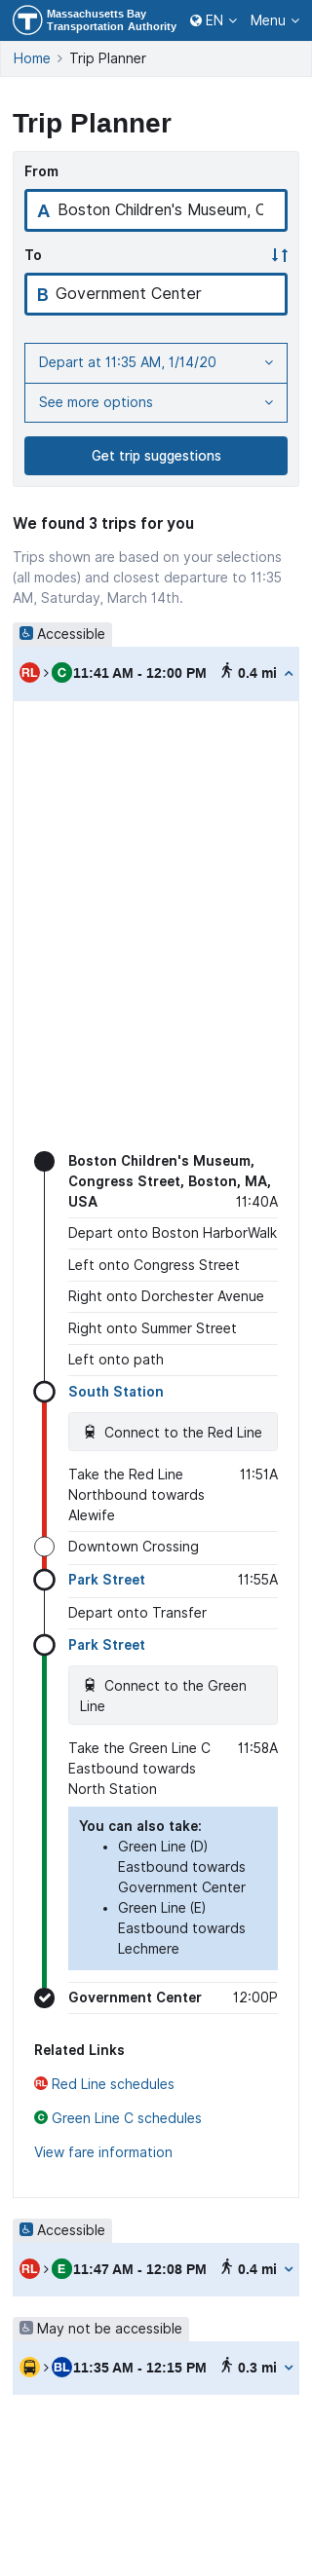 Massachusetts Bay
Transportation Authority
EN
Menu
Home > Trip Planner
Trip Planner
From
A Boston Children's Museum, C
To
B Government Center
Depart at 11:35 AM, 1/14/20
See more options
Get trip suggestions
We found 3 trips for you
Trips shown are based on your selections
(all modes) and closest departure to 11:35
AM, Saturday, March 14th.
Accessible
RL > C 11:41 AM - 12:00 PM 0.4 mi
Boston Children's Museum,
Congress Street, Boston, MA,
USA 11:40A
Depart onto Boston HarborWalk
Left onto Congress Street
Right onto Dorchester Avenue
Right onto Summer Street
Left onto path
South Station
Connect to the Red Line
Take the Red Line 11:51A
Northbound towards
Alewife
Downtown Crossing
Park Street 11:55A
Depart onto Transfer
Park Street
Connect to the Green
Line
Take the Green Line C 11:58A
Eastbound towards
North Station
You can also take:
• Green Line (D)
Eastbound towards
Government Center
• Green Line (E)
Eastbound towards
Lechmere
Government Center 12:00P
Related Links
RL Red Line schedules
C Green Line C schedules
View fare information
Accessible
RL > E 11:47 AM - 12:08 PM 0.4 mi
May not be accessible
> BL 11:35 AM - 12:15 PM 0.3 mi